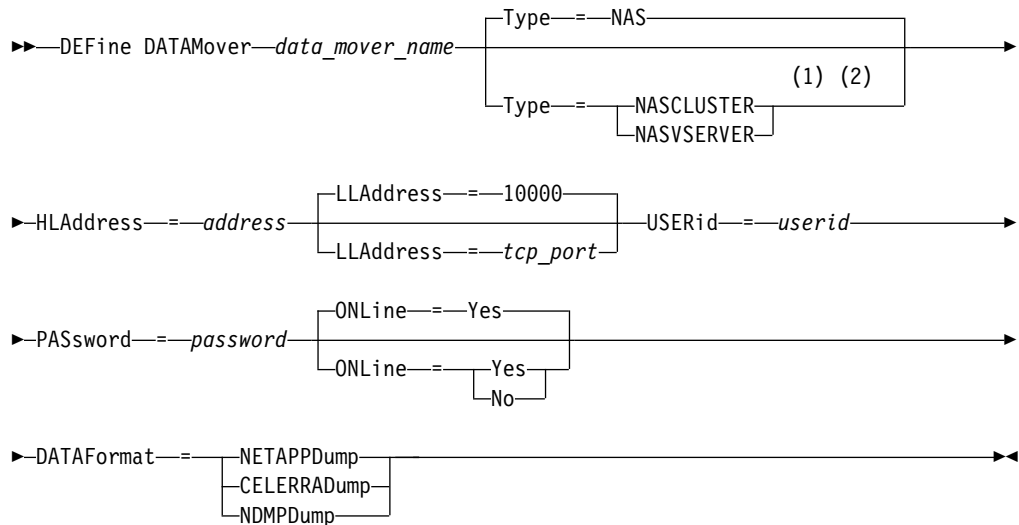 Type = NAS
DEFine DATAMover data_mover_name
(1) (2)
Type = NASCLUSTER
NASVSERVER
LLAddress = 10000
HLAddress = address USERid = userid
LLAddress = tcp_port
ONLine = Yes
PASsword = password
ONLine = Yes
No
DATAFormat = NETAPPDump
CELERRADump
NDMPDump